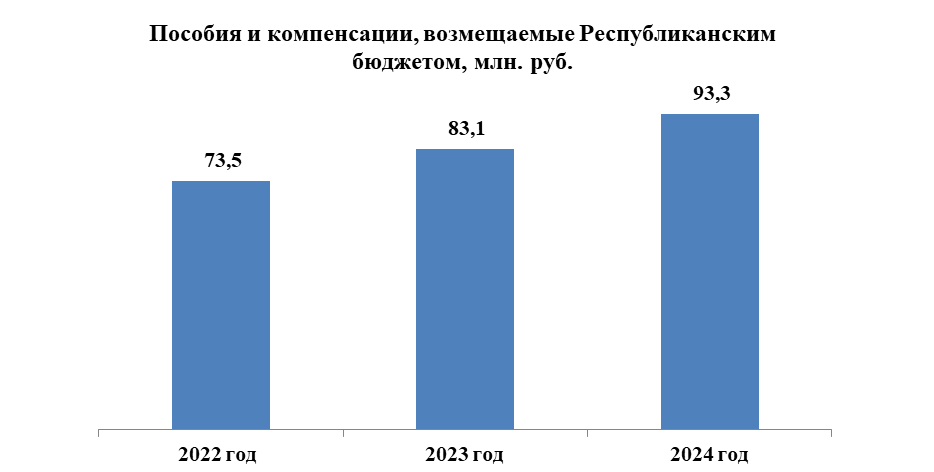 Пособия и компенсации, возмещаемые Республиканским
бюджетом, млн. руб.
93,3
83,1
73,5
2022 год
2023 год
2024 год